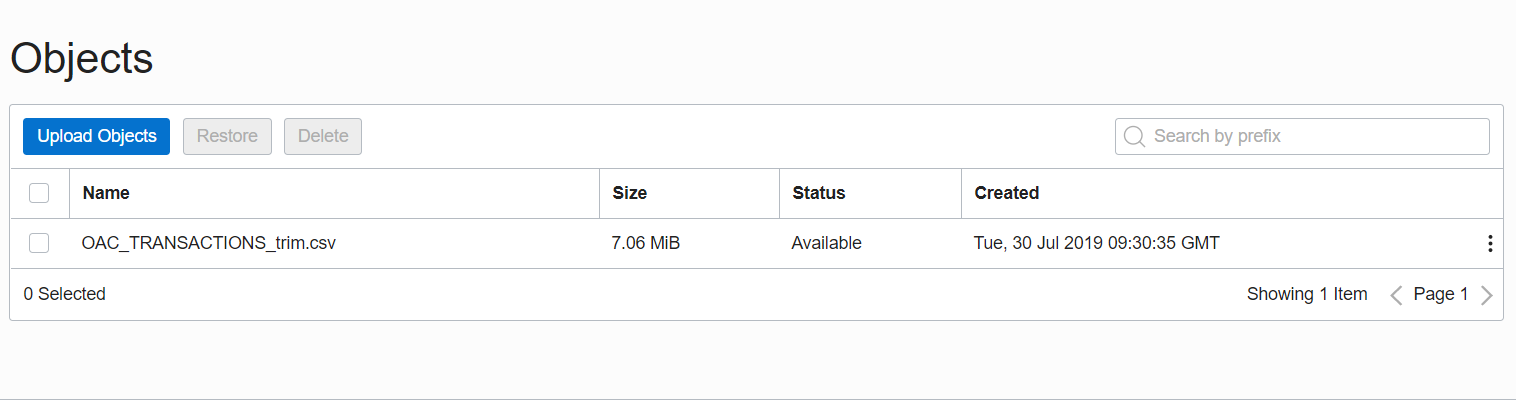 Objects
Upload Objects Restore Delete Search by prefix
Name Size Status Created
OAC_TRANSACTIONS_trim.csv 7.06 MiB Available Tue, 30 Jul 2019 09:30:35 GMT
0 Selected Showing 1 Item Page 1